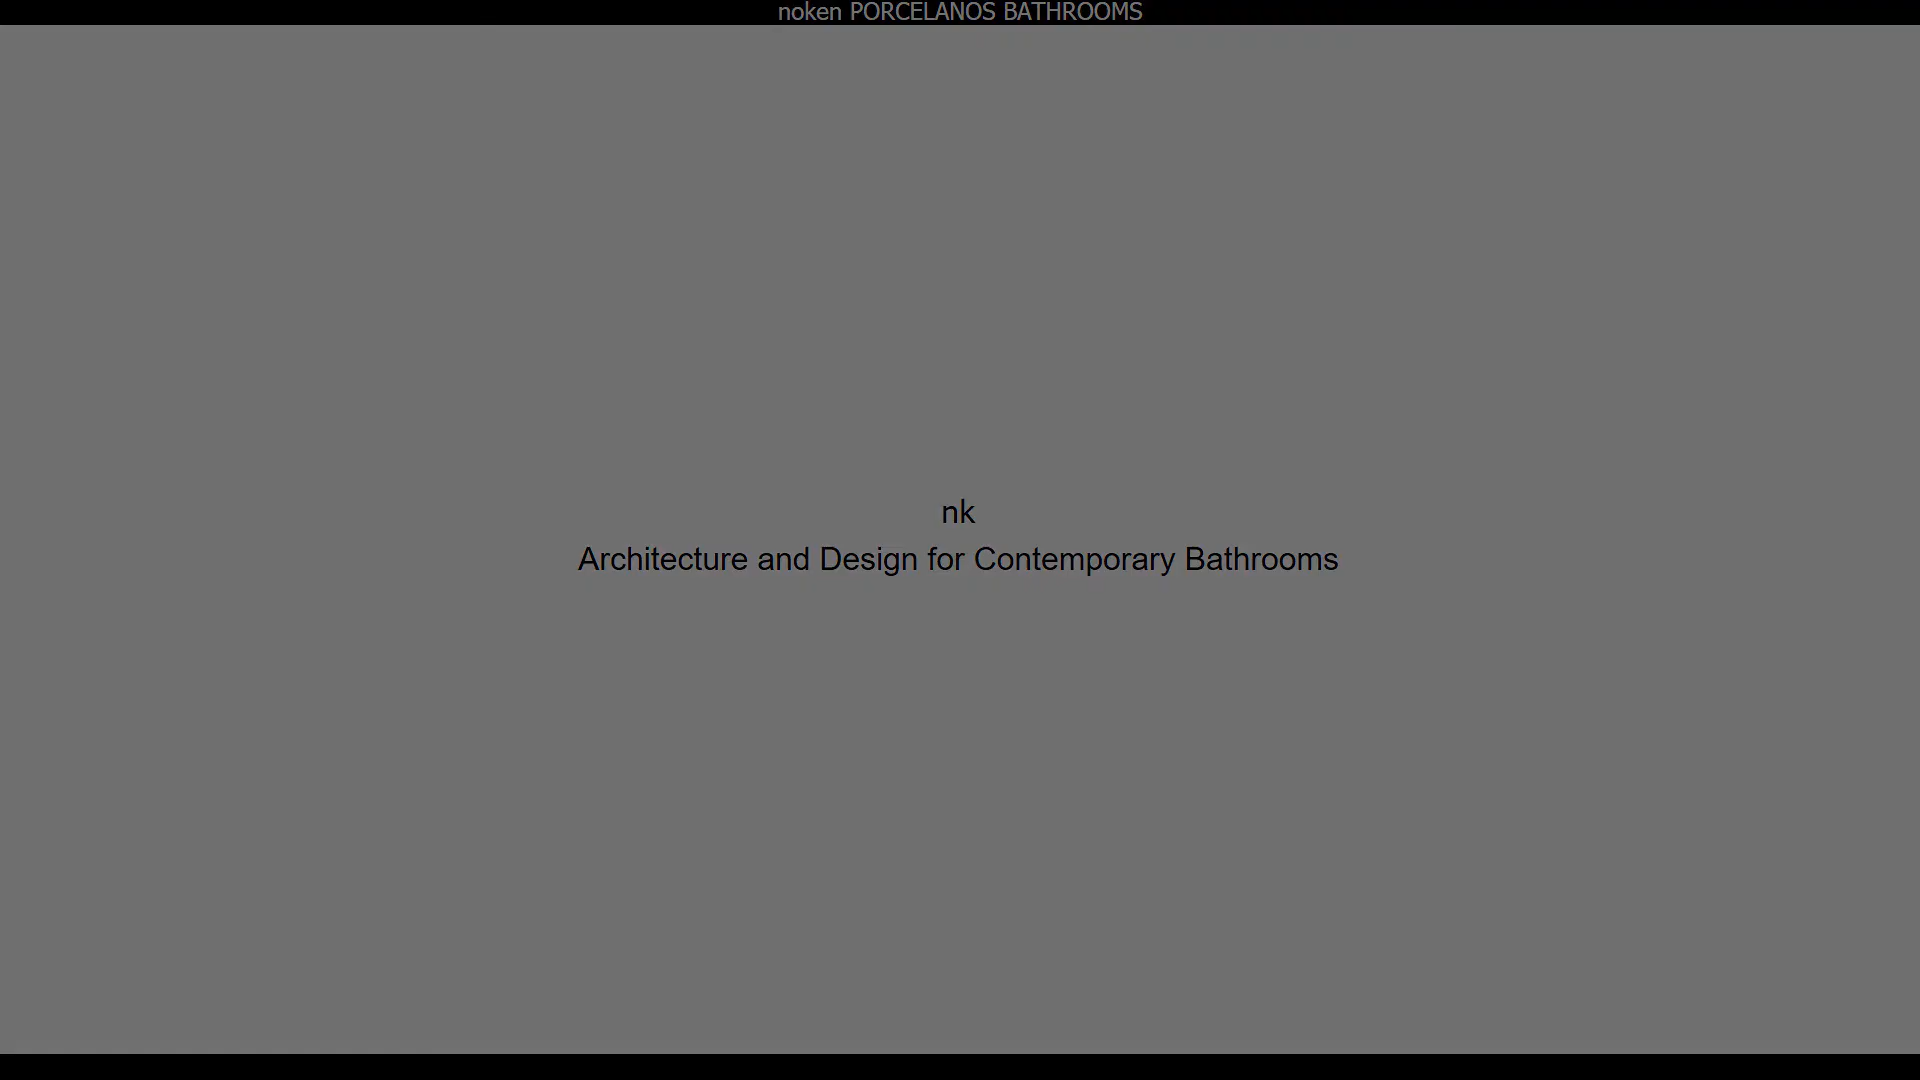 noken PORCELANOS BATHROOMS
nk
Architecture and Design for Contemporary Bathrooms